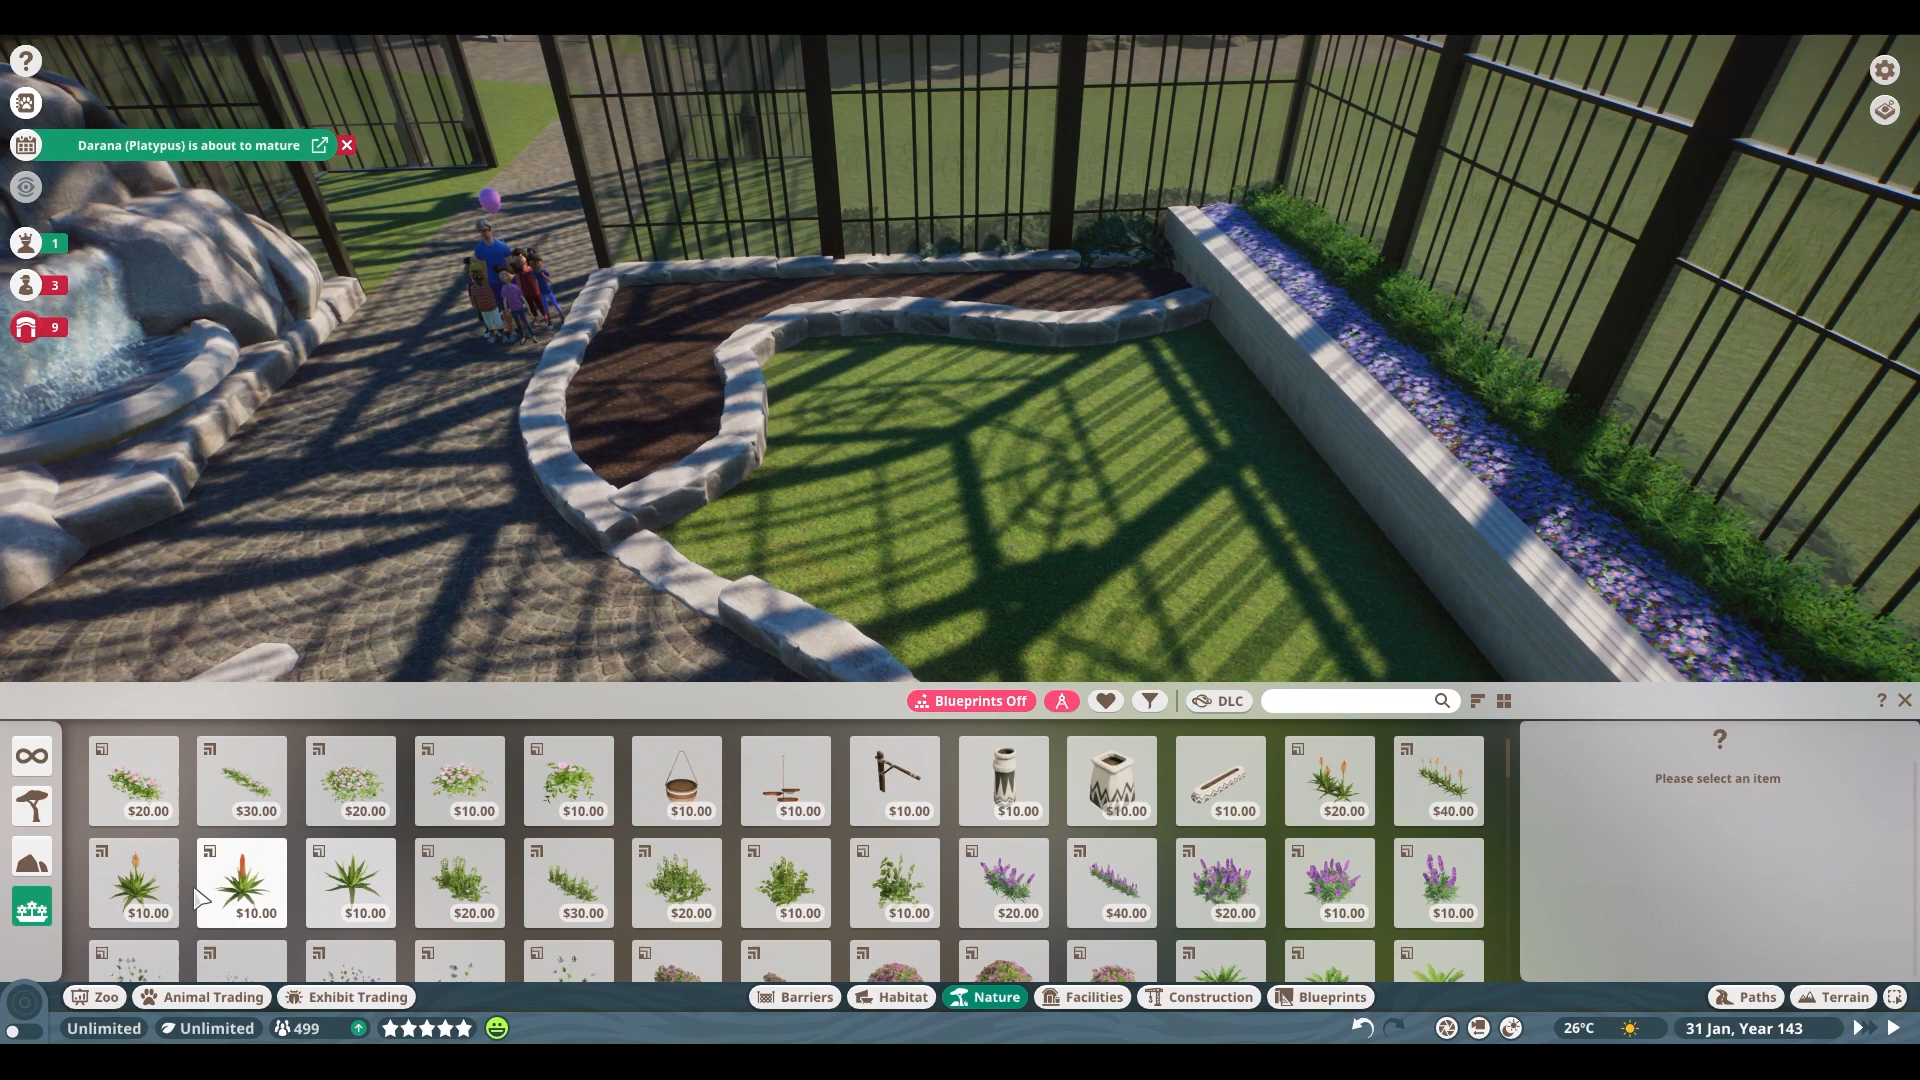 ?
Darana (Platypus) is about to mature
1
3
9
Blueprints Off
DLC
?
$20.00 $30.00 $20.00 $10.00 $10.00 $10.00 $10.00 $10.00 $10.00 $10.00 $10.00 $20.00 $40.00
?
Please select an item
$10.00 $10.00 $10.00 $20.00 $30.00 $20.00 $10.00 $10.00 $20.00 $40.00 $20.00 $10.00 $10.00
Zoo Animal Trading Exhibit Trading Barriers Habitat Nature Facilities Construction Blueprints Paths Terrain
Unlimited Unlimited 499 26°C 31 Jan, Year 143